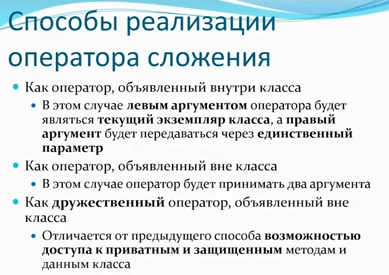 Способы реализации
оператора сложения
Как оператор, объявленный внутри класса
В этом случае левым аргументом оператора будет
являться текущий экземпляр класса, а правый
аргумент будет передаваться через единственный
параметр
Как оператор, объявленный вне класса
В этом случае оператор будет принимать два аргумента
Как дружественный оператор, объявленный вне
класса
Отличается от предыдущего способа возможностью
доступа к приватным и защищенным методам и
данным класса